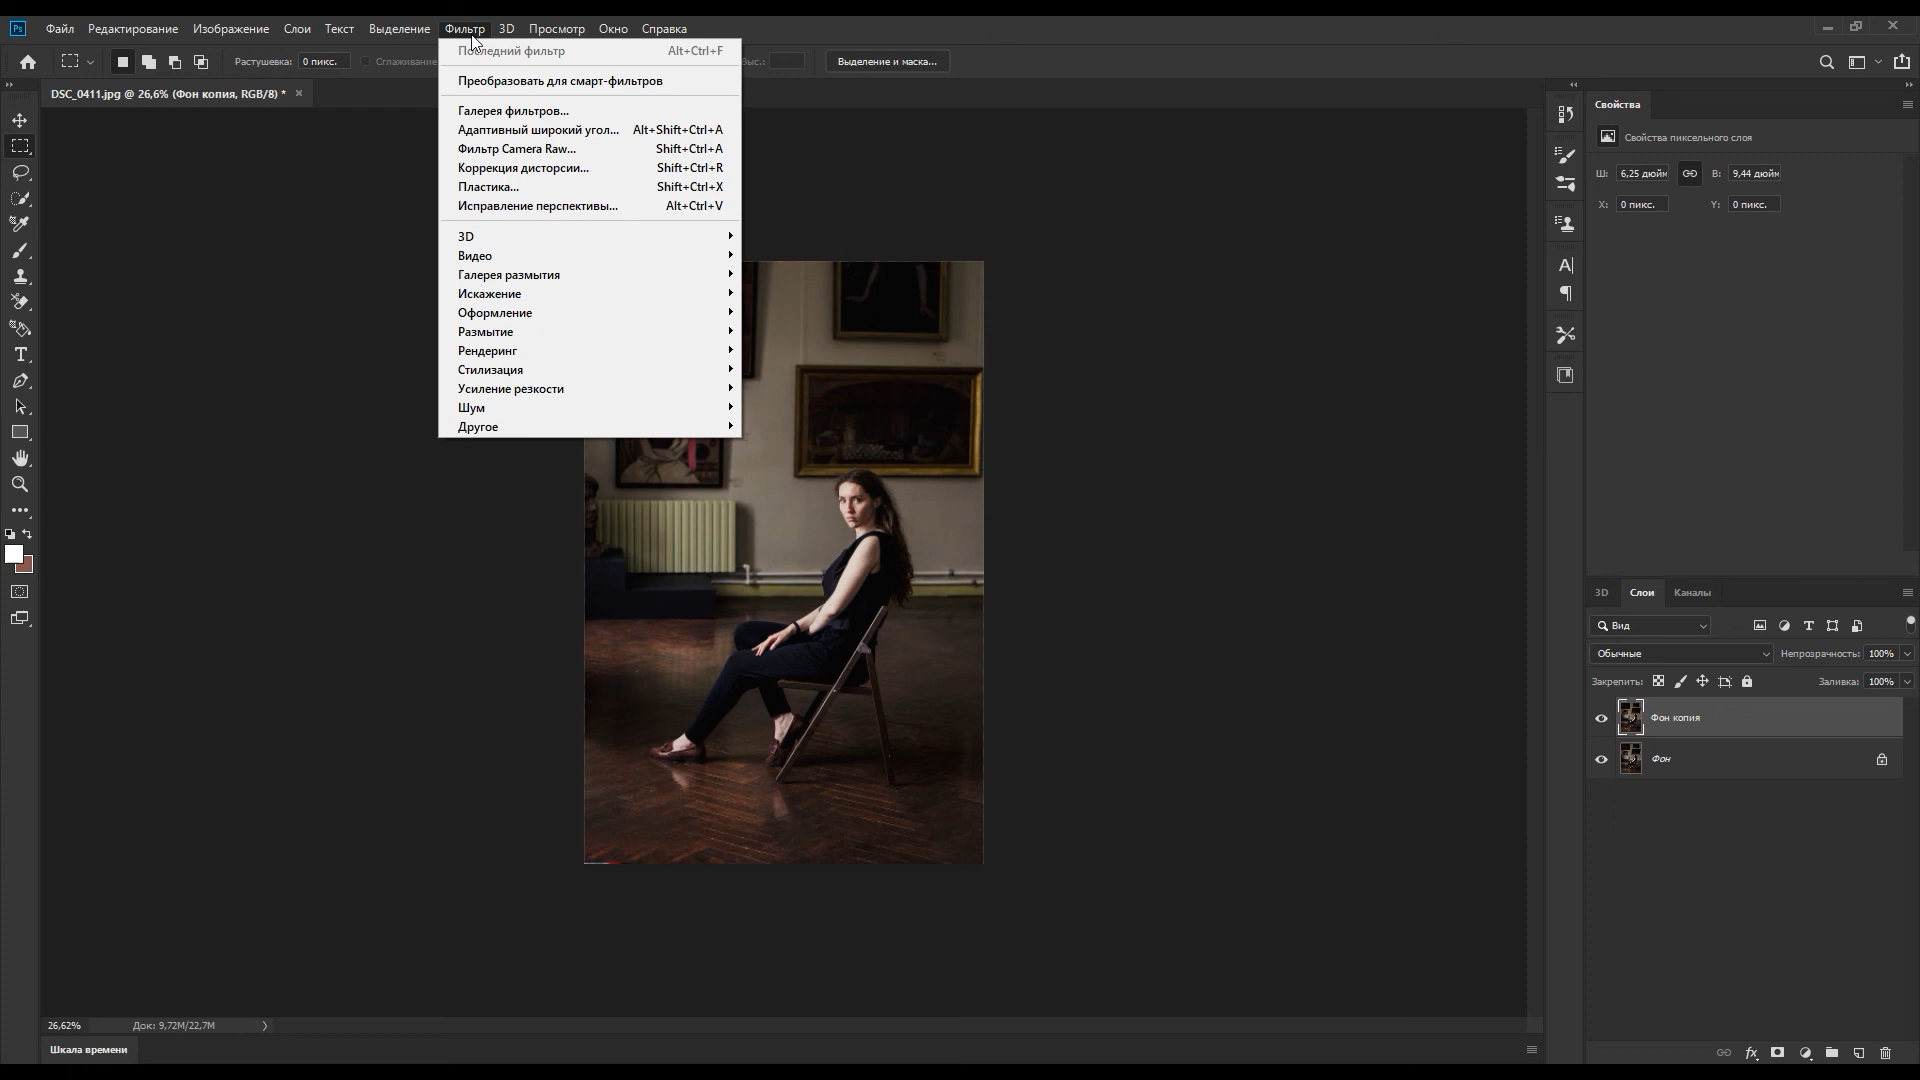 Ps Файл Редактирование Изображение Слои Текст Выделение Фильтр 3D Просмотр Окно Справка
Растушевка: 0 пикс. Сглаживание Выс.: Выделение и маска...
DSC_0411.jpg @ 26,6% (Фон копия, RGB/8) * ×
Последний фильтр Alt+Ctrl+F
Преобразовать для смарт-фильтров
Галерея фильтров...
Адаптивный широкий угол... Alt+Shift+Ctrl+A
Фильтр Camera Raw... Shift+Ctrl+A
Коррекция дисторсии... Shift+Ctrl+R
Пластика... Shift+Ctrl+X
Исправление перспективы... Alt+Ctrl+V
3D
Видео
Галерея размытия
Искажение
Оформление
Размытие
Рендеринг
Стилизация
Усиление резкости
Шум
Другое
Свойства
Свойства пиксельного слоя
Ш: 6,25 дюйм В: 9,44 дюйм
X: 0 пикс. Y: 0 пикс.
3D Слои Каналы
Вид
Обычные Непрозрачность: 100%
Закрепить: Заливка: 100%
Фон копия
Фон
26,62% Док: 9,72M/22,7M
Шкала времени